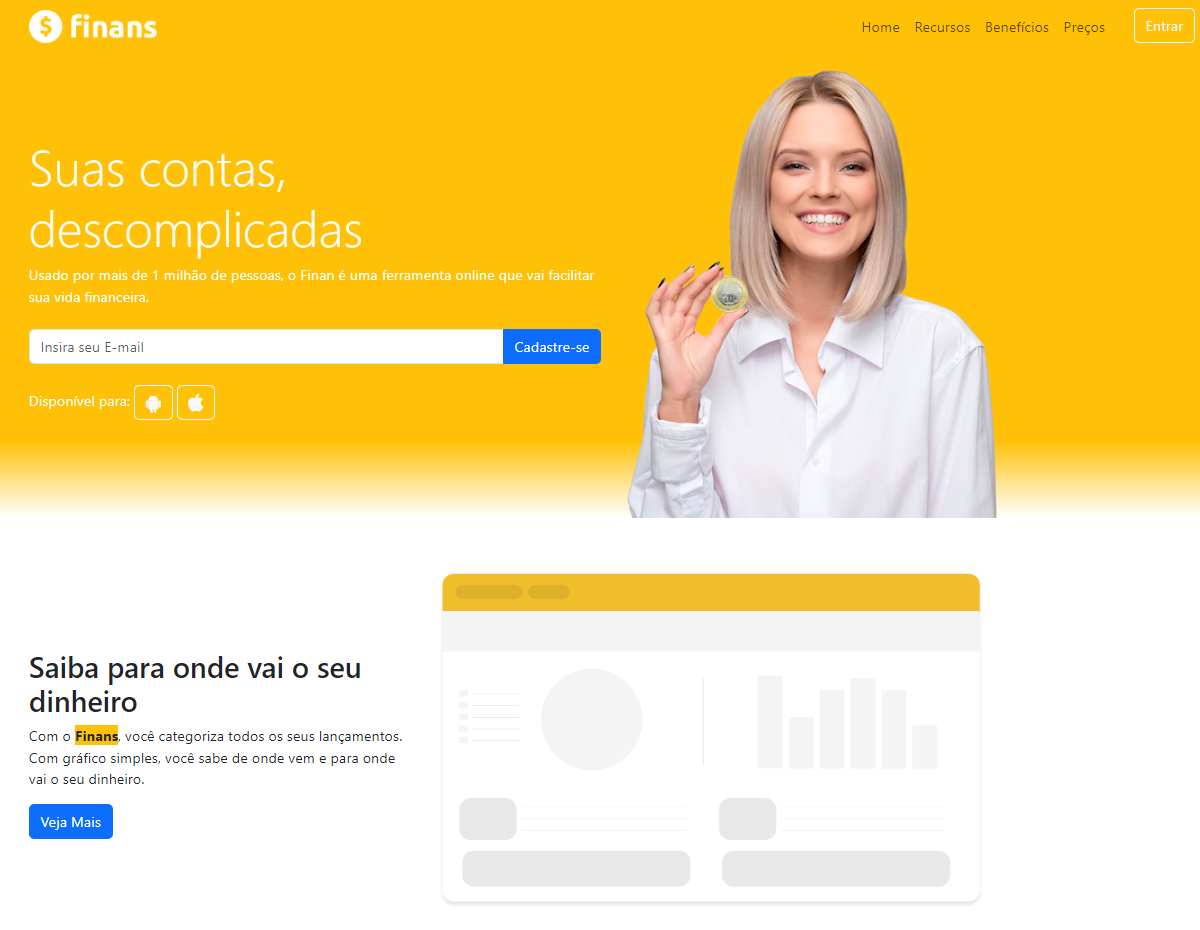 $ finans
Home Recursos Benefícios Preços Entrar
Suas contas,
descomplicadas
Usado por mais de 1 milhão de pessoas, o Finan é uma ferramenta online que vai facilitar
sua vida financeira.
Insira seu E-mail Cadastre-se
Disponível para:
Saiba para onde vai o seu
dinheiro
Com o Finans, você categoriza todos os seus lançamentos.
Com gráfico simples, você sabe de onde vem e para onde
vai o seu dinheiro.
Veja Mais